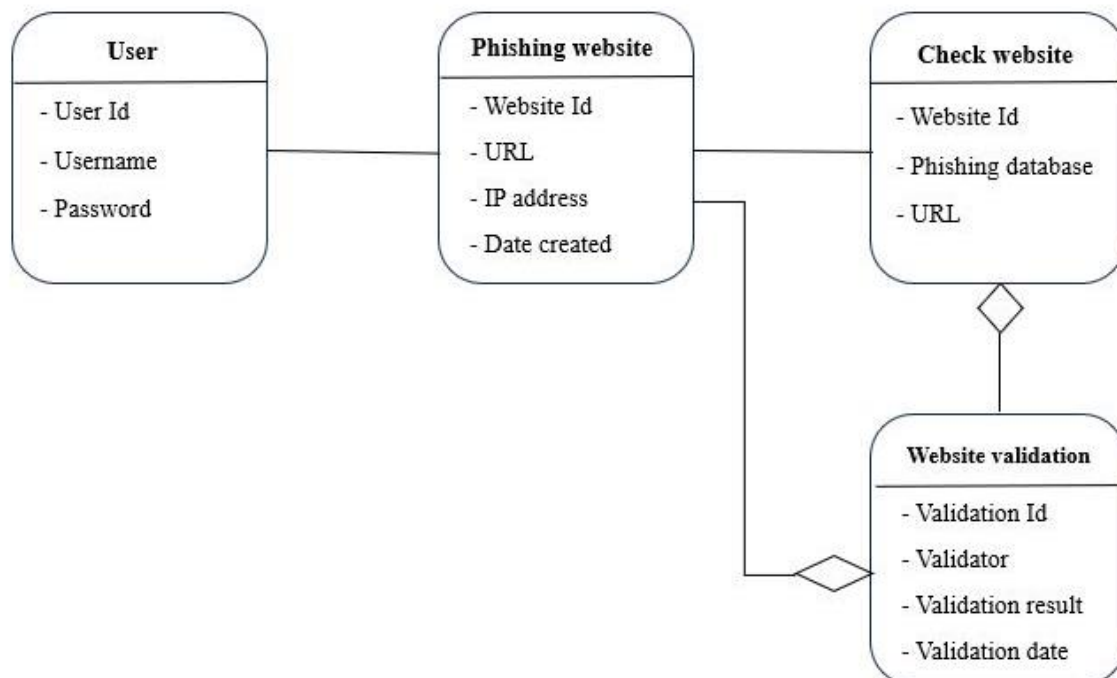 User
- User Id
- Username
- Password
Phishing website
- Website Id
- URL
- IP address
- Date created
Check website
- Website Id
- Phishing database
- URL
Website validation
- Validation Id
- Validator
- Validation result
- Validation date